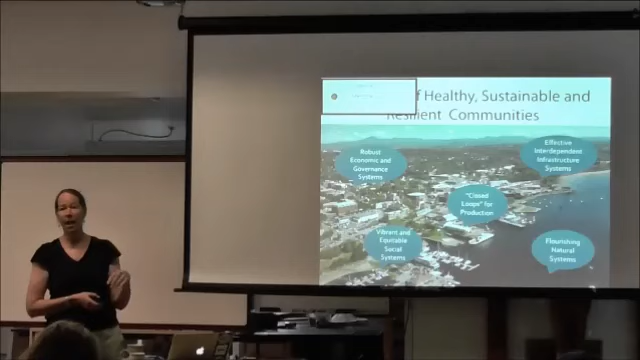 f Healthy, Sustainable and
Resilient Communities
Robust
Economic and
Governance
Systems
Effective
Interdependent
Infrastructure
Systems
"Closed
Loops" for
Production
Vibrant and
Equitable
Social
Systems
Flourishing
Natural
Systems